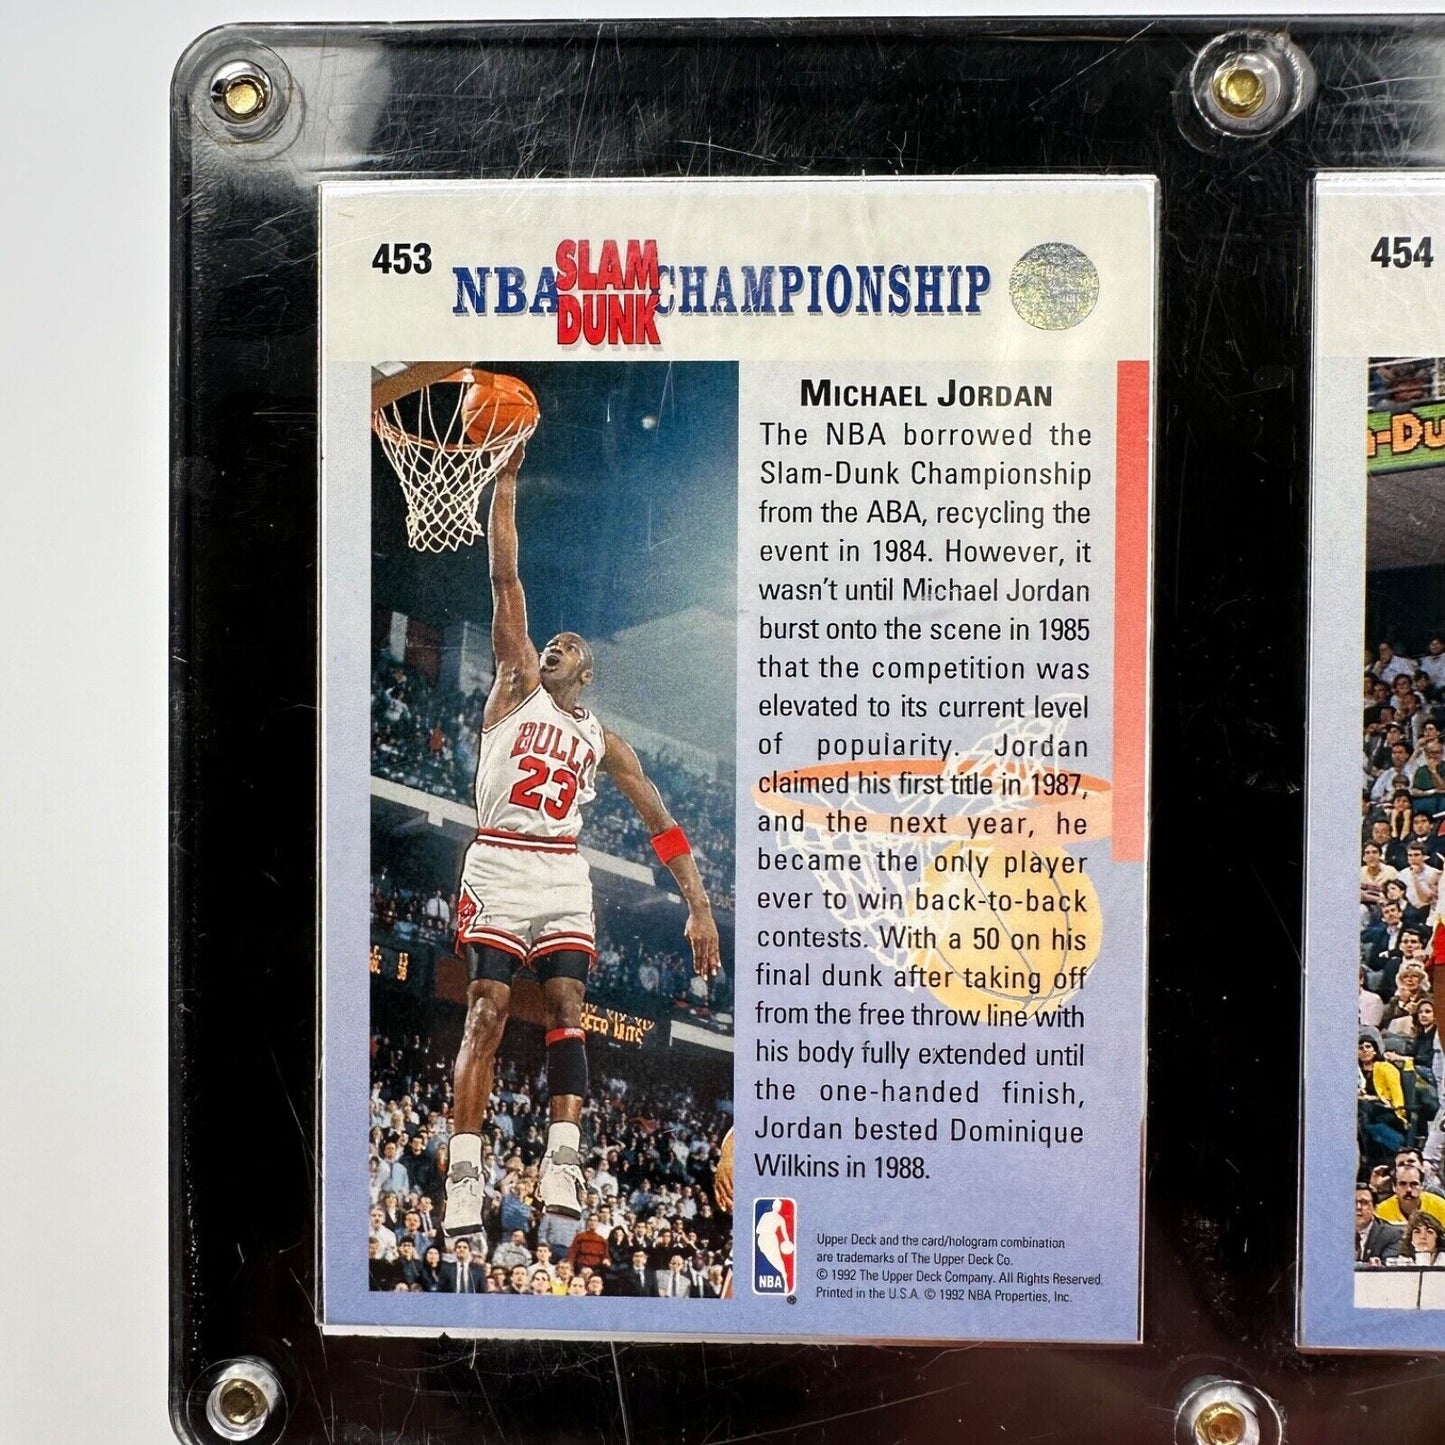 453
NBA SLAM DUNK CHAMPIONSHIP
MICHAEL JORDAN
The NBA borrowed the
Slam-Dunk Championship
from the ABA, recycling the
event in 1984. However, it
wasn't until Michael Jordan
burst onto the scene in 1985
that the competition was
elevated to its current level
of popularity. Jordan
claimed his first title in 1987,
and the next year, he
became the only player
ever to win back-to-back
contests. With a 50 on his
final dunk after taking off
from the free throw line with
his body fully extended until
the one-handed finish,
Jordan bested Dominique
Wilkins in 1988.
BULLS
23
NBA
®
Upper Deck and the card/hologram combination
are trademarks of The Upper Deck Co.
© 1992 The Upper Deck Company. All Rights Reserved.
Printed in the U.S.A. © 1992 NBA Properties, Inc.
454
-DU